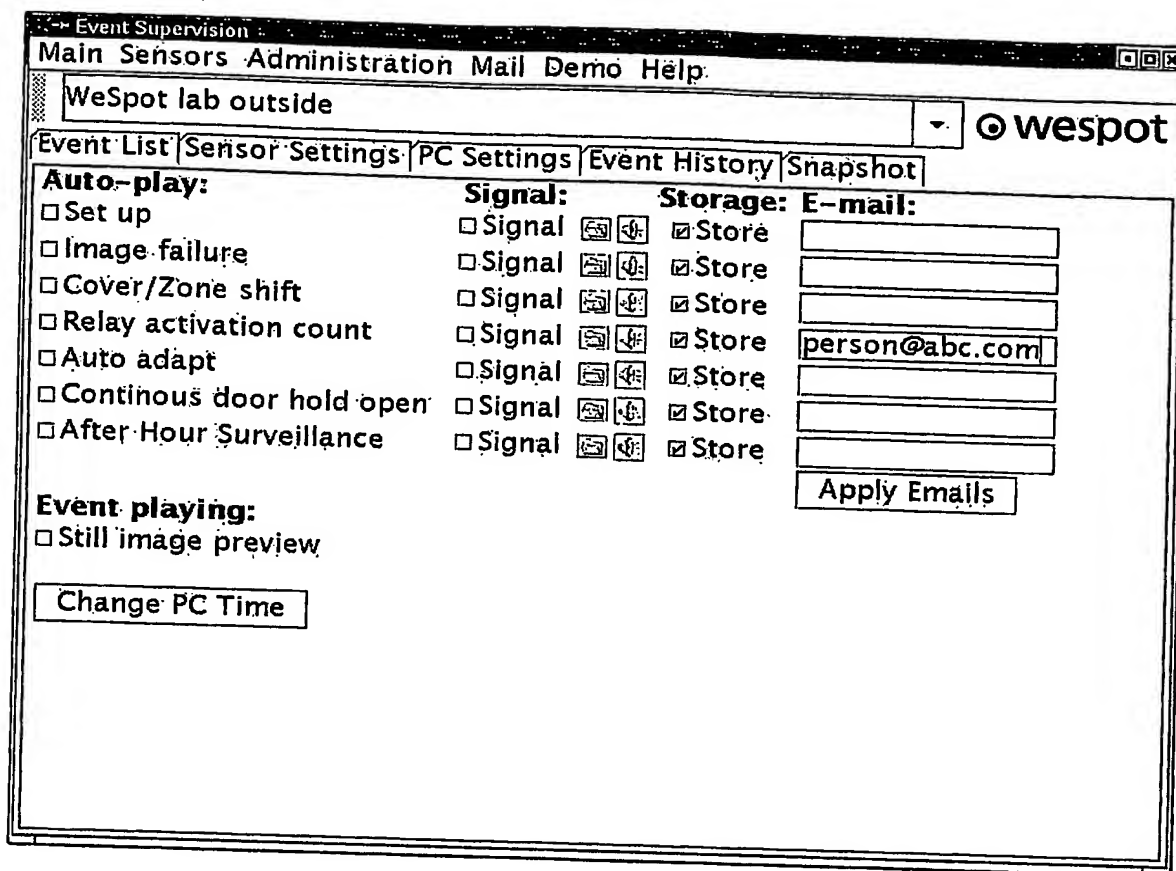 Event Supervision
Main Sensors Administration Mail Demo Help
WeSpot lab outside
wespot
Event List Sensor Settings PC Settings Event History Snapshot
Auto-play: Signal: Storage: E-mail:
Set up Signal Store
Image failure Signal Store
Cover/Zone shift Signal Store
Relay activation count Signal Store person@abc.com
Auto adapt Signal Store
Continous door hold open Signal Store
After Hour Surveillance Signal Store
Apply Emails
Event playing:
Still image preview
Change PC Time